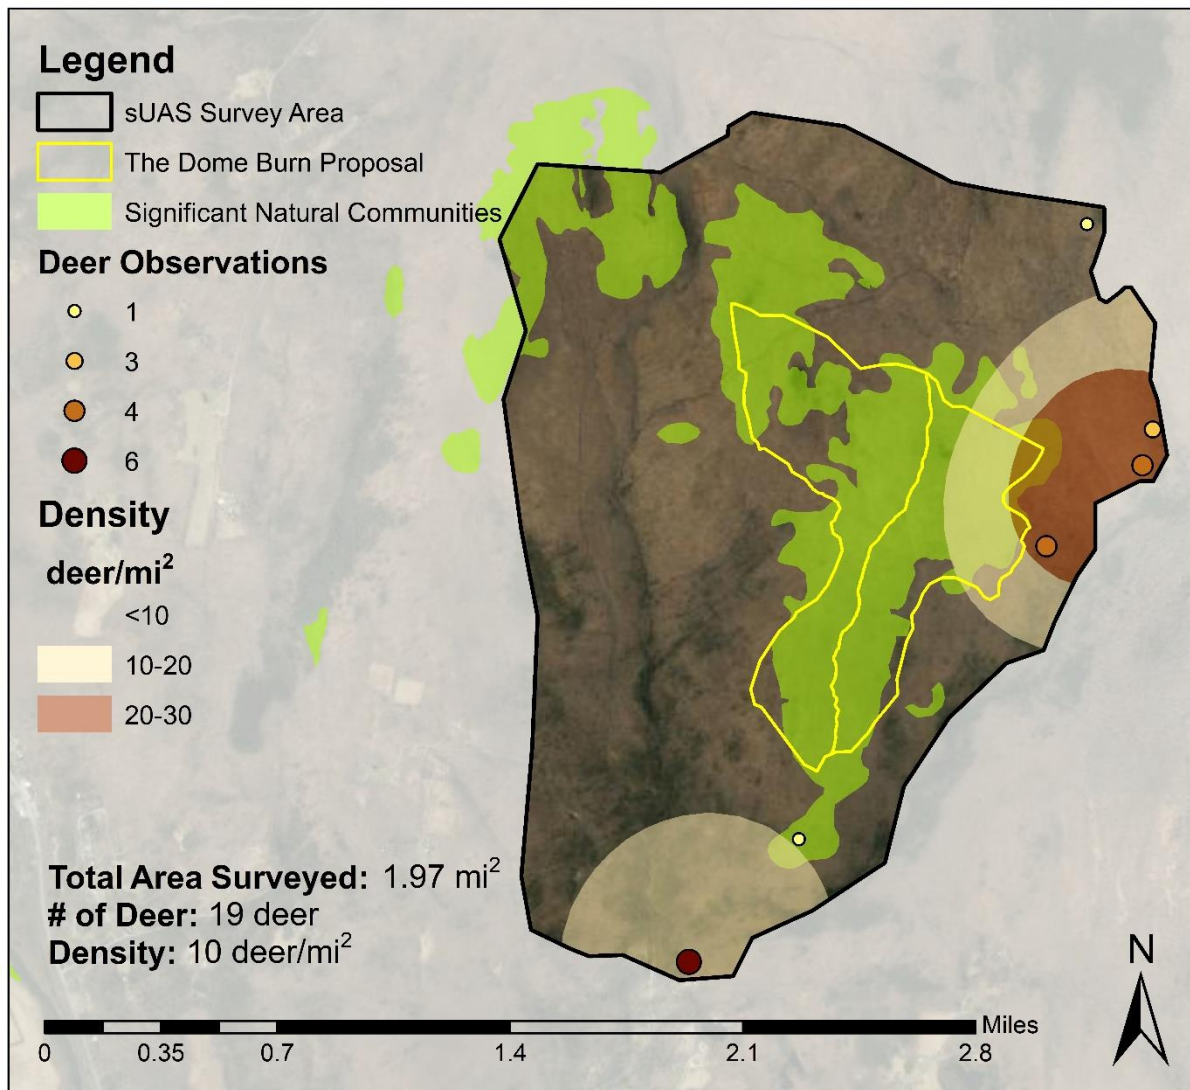 Legend
sUAS Survey Area
The Dome Burn Proposal
Significant Natural Communities
Deer Observations
1
3
4
6
Density
deer/mi²
<10
10-20
20-30
Total Area Surveyed: 1.97 mi²
# of Deer: 19 deer
Density: 10 deer/mi²
N
Miles
0 0.35 0.7 1.4 2.1 2.8